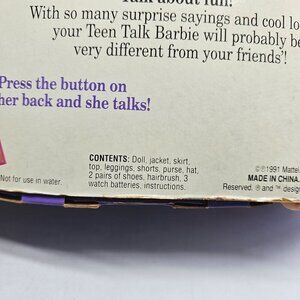 Talk about fun!
With so many surprise sayings and cool lo
your Teen Talk Barbie will probably be
very different from your friends'!
Press the button on
her back and she talks!
CONTENTS: Doll, jacket, skirt,
top, leggings, shorts, purse, hat,
2 pairs of shoes, hairbrush, 3
watch batteries, instructions.
Not for use in water.
©℗1991 Mattel
MADE IN CHINA.
Reserved. ® and ™ design